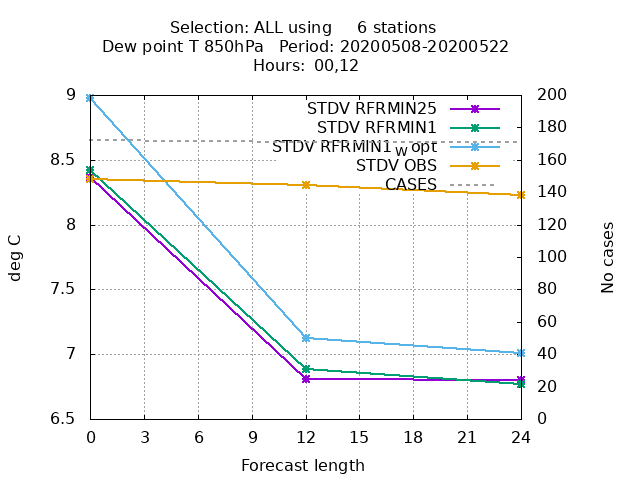 Selection: ALL using     6 stations
Dew point T 850hPa   Period: 20200508-20200522
Hours:  00,12
STDV RFRMIN25
STDV RFRMIN1
STDV RFRMIN1_wopt
STDV OBS
CASES
9
8.5
8
7.5
7
6.5
200
180
160
140
120
100
80
60
40
20
0
deg C
No cases
0 3 6 9 12 15 18 21 24
Forecast length